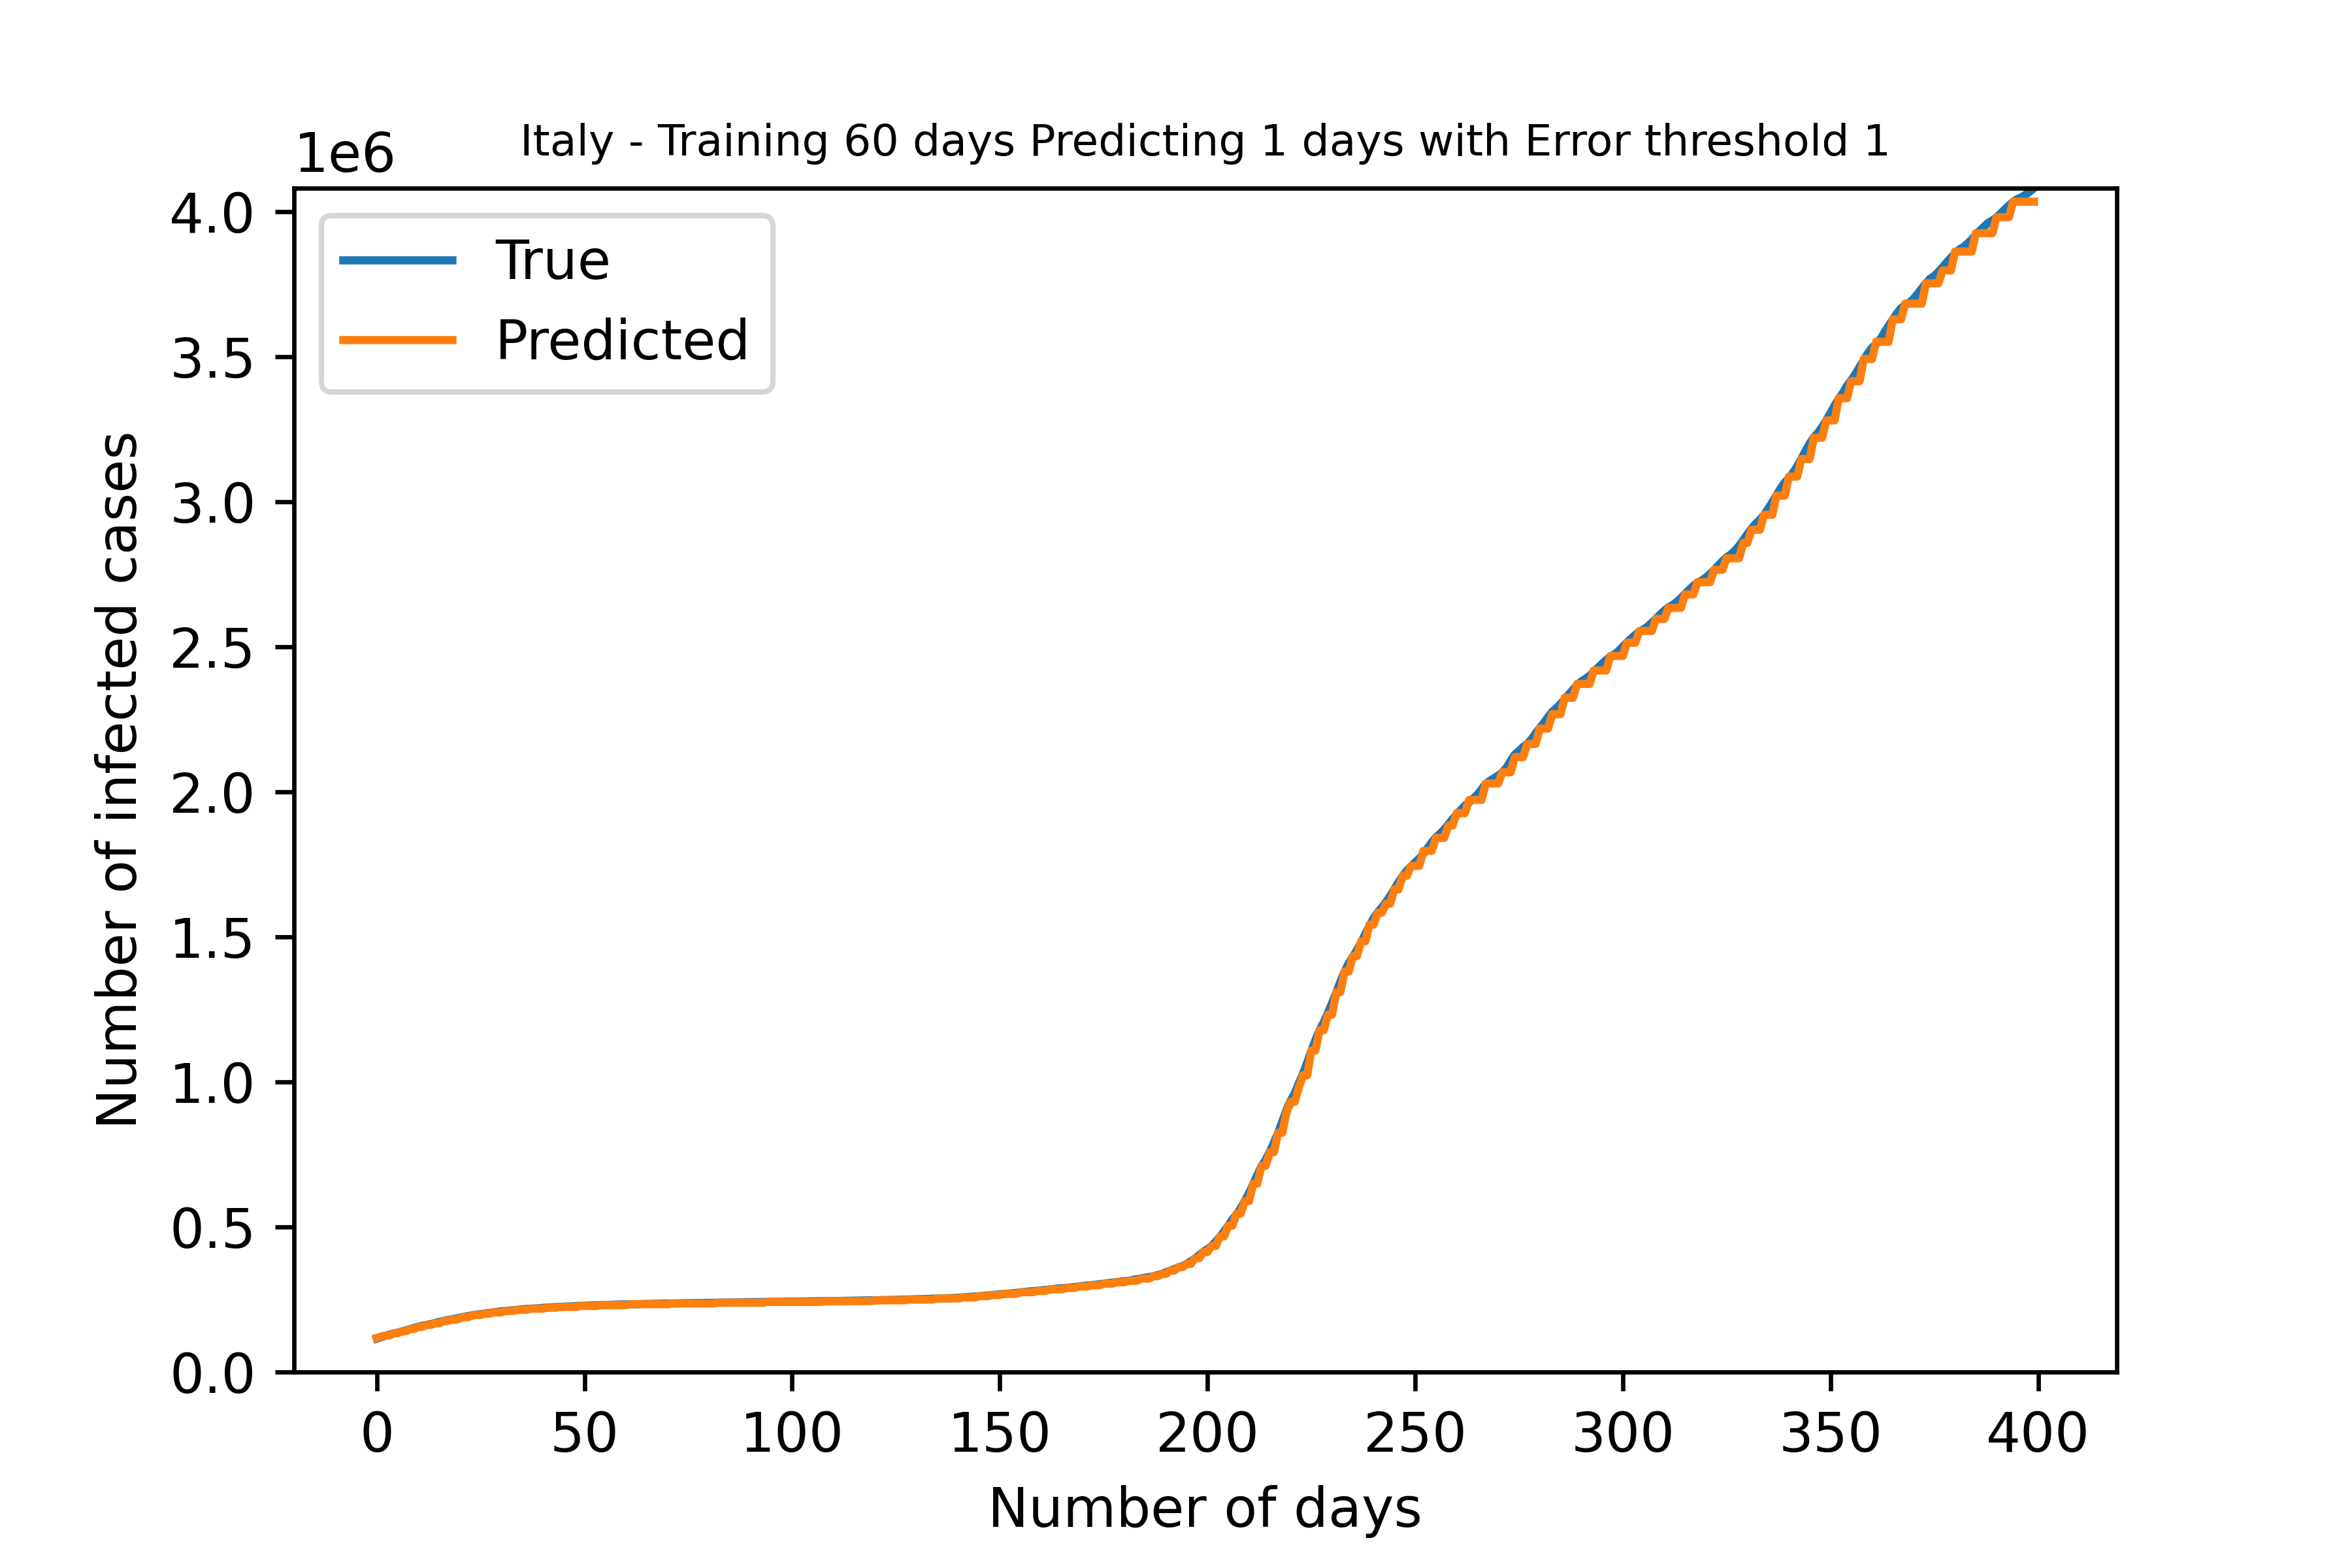 Italy - Training 60 days Predicting 1 days with Error threshold 1
1e6
True
Predicted
Number of infected cases
4.0
3.5
3.0
2.5
2.0
1.5
1.0
0.5
0.0
0 50 100 150 200 250 300 350 400
Number of days